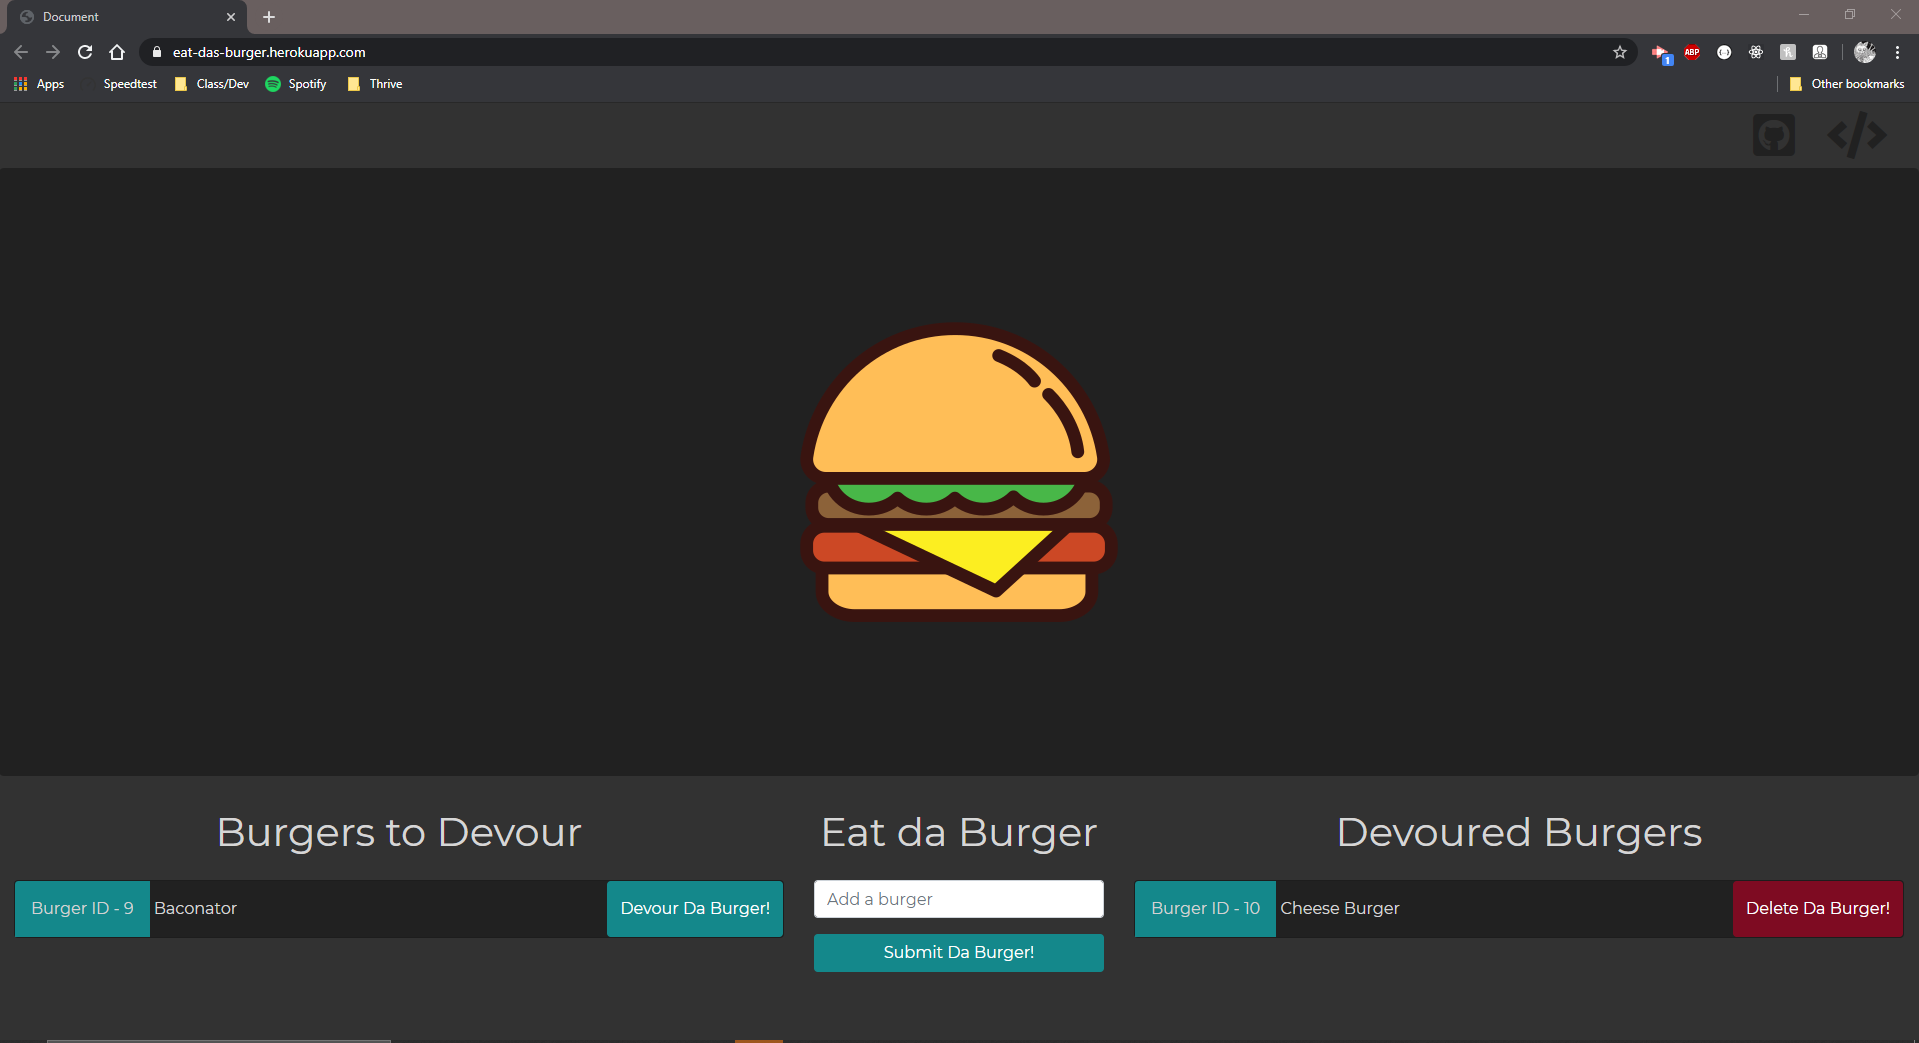 Document
eat-das-burger.herokuapp.com
ABP
1
Apps
Speedtest
Class/Dev
Spotify
Thrive
Other bookmarks
</>
Burgers to Devour
Burger ID - 9
Baconator
Devour Da Burger!
Eat da Burger
Add a burger
Submit Da Burger!
Devoured Burgers
Burger ID - 10
Cheese Burger
Delete Da Burger!